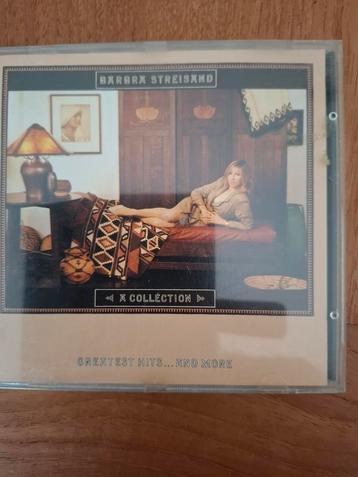 BARBRA STREISAND
A COLLECTION
GREATEST HITS...AND MORE